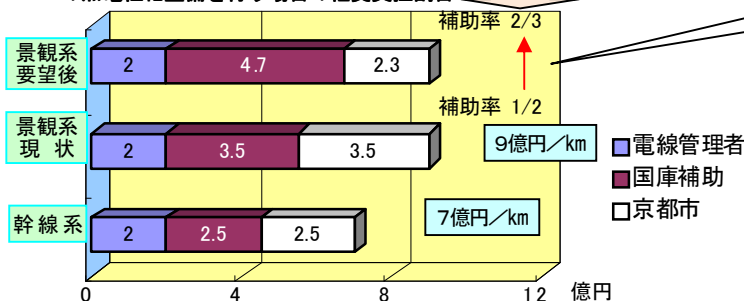 補助率 2/3
景観系
要望後
2 4.7 2.3
補助率 1/2
景観系
現 状
2 3.5 3.5
9億円/km
電線管理者
国庫補助
京都市
幹線系
2 2.5 2.5
7億円/km
0 4 8 12 億円